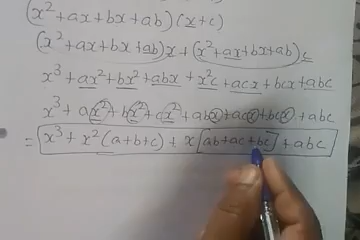 (x²+ax+bx+ab)(x+c)
(x²+ax+bx+ab)x+(x²+ax+bx+ab)c
x³+ax²+bx²+abx+x²c+acx+bcx+abc
x³+ax²+bx²+cx²+abx+acx+bcx+abc
= x³+x²(a+b+c)+x[ab+ac+bc]+abc